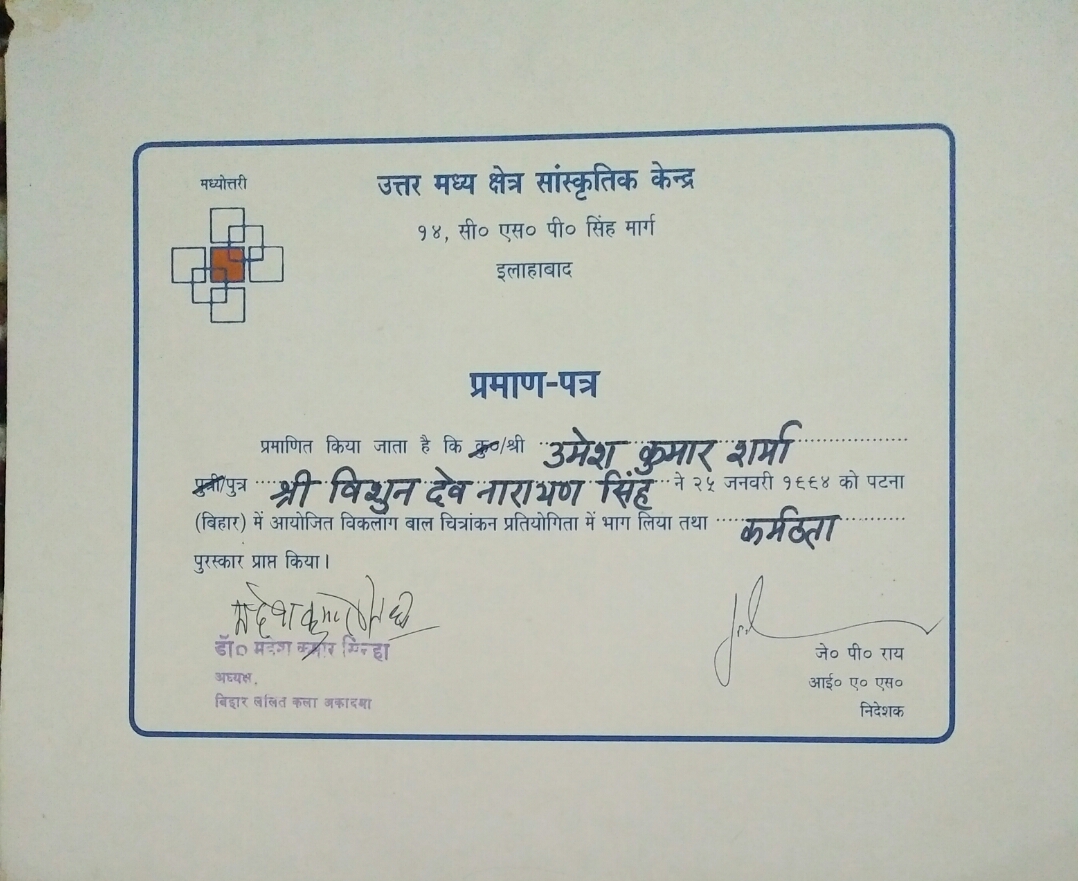 मध्योत्तरी
उत्तर मध्य क्षेत्र सांस्कृतिक केन्द्र
१४, सी० एस० पी० सिंह मार्ग
इलाहाबाद
प्रमाण-पत्र
प्रमाणित किया जाता है कि कु०/श्री उमेश कुमार शर्मा
पुत्री/पुत्र श्री विशुन देव नारायण सिंह ने २५ जनवरी १९९४ को पटना
(बिहार) में आयोजित विकलांग बाल चित्रांकन प्रतियोगिता में भाग लिया तथा कर्मठता
पुरस्कार प्राप्त किया।
डॉ० कुमार सिन्हा
अध्यक्ष,
बिहार ललित कला अकादमी
जे० पी० राय
आई० ए० एस०
निदेशक